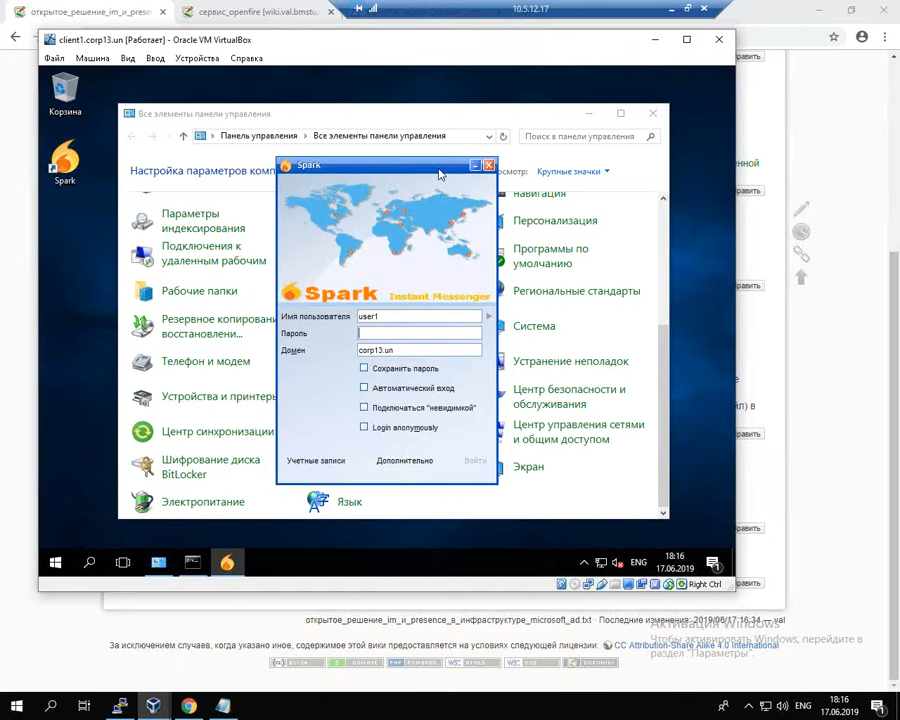 открытое_решение_im_и_presen
сервис_openfire [wiki.val.bmstu.
10.5.12.17
client1.corp13.un [Работает] - Oracle VM VirtualBox
Файл Машина Вид Ввод Устройства Справка
Корзина
Spark
Все элементы панели управления
Панель управления
Все элементы панели управления
Поиск в панели управления
Настройка параметров комп
Крупные значки
Параметры индексирования
Подключения к удаленным рабочим
Рабочие папки
Резервное копирован
восстановлени...
Телефон и модем
Устройства и принтеры
Центр синхронизации
Шифрование диска BitLocker
Электропитание
Язык
навигация
Персонализация
Программы по умолчанию
Региональные стандарты
Система
Устранение неполадок
Центр безопасности и обслуживания
Центр управления сетями и общим доступом
Экран
Spark
Spark Instant Messenger
Имя пользователя user1
Пароль
Домен corp13.un
Сохранить пароль
Автоматический вход
Подключаться "невидимкой"
Login anonymously
Учетные записи Дополнительно Войти
ENG
18:16
17.06.2019
Right Ctrl
открытое_решение_im_и_presence_в_инфраструктуре_microsoft_ad.txt · Последние изменения: 2019/06/17 16:34 — val
За исключением случаев, когда указано иное, содержимое этой вики предоставляется на условиях следующей лицензии: CC Attribution-Share Alike 4.0 International
Активация Windows
Чтобы активировать Windows, перейдите в раздел "Параметры".
ENG
18:16
17.06.2019